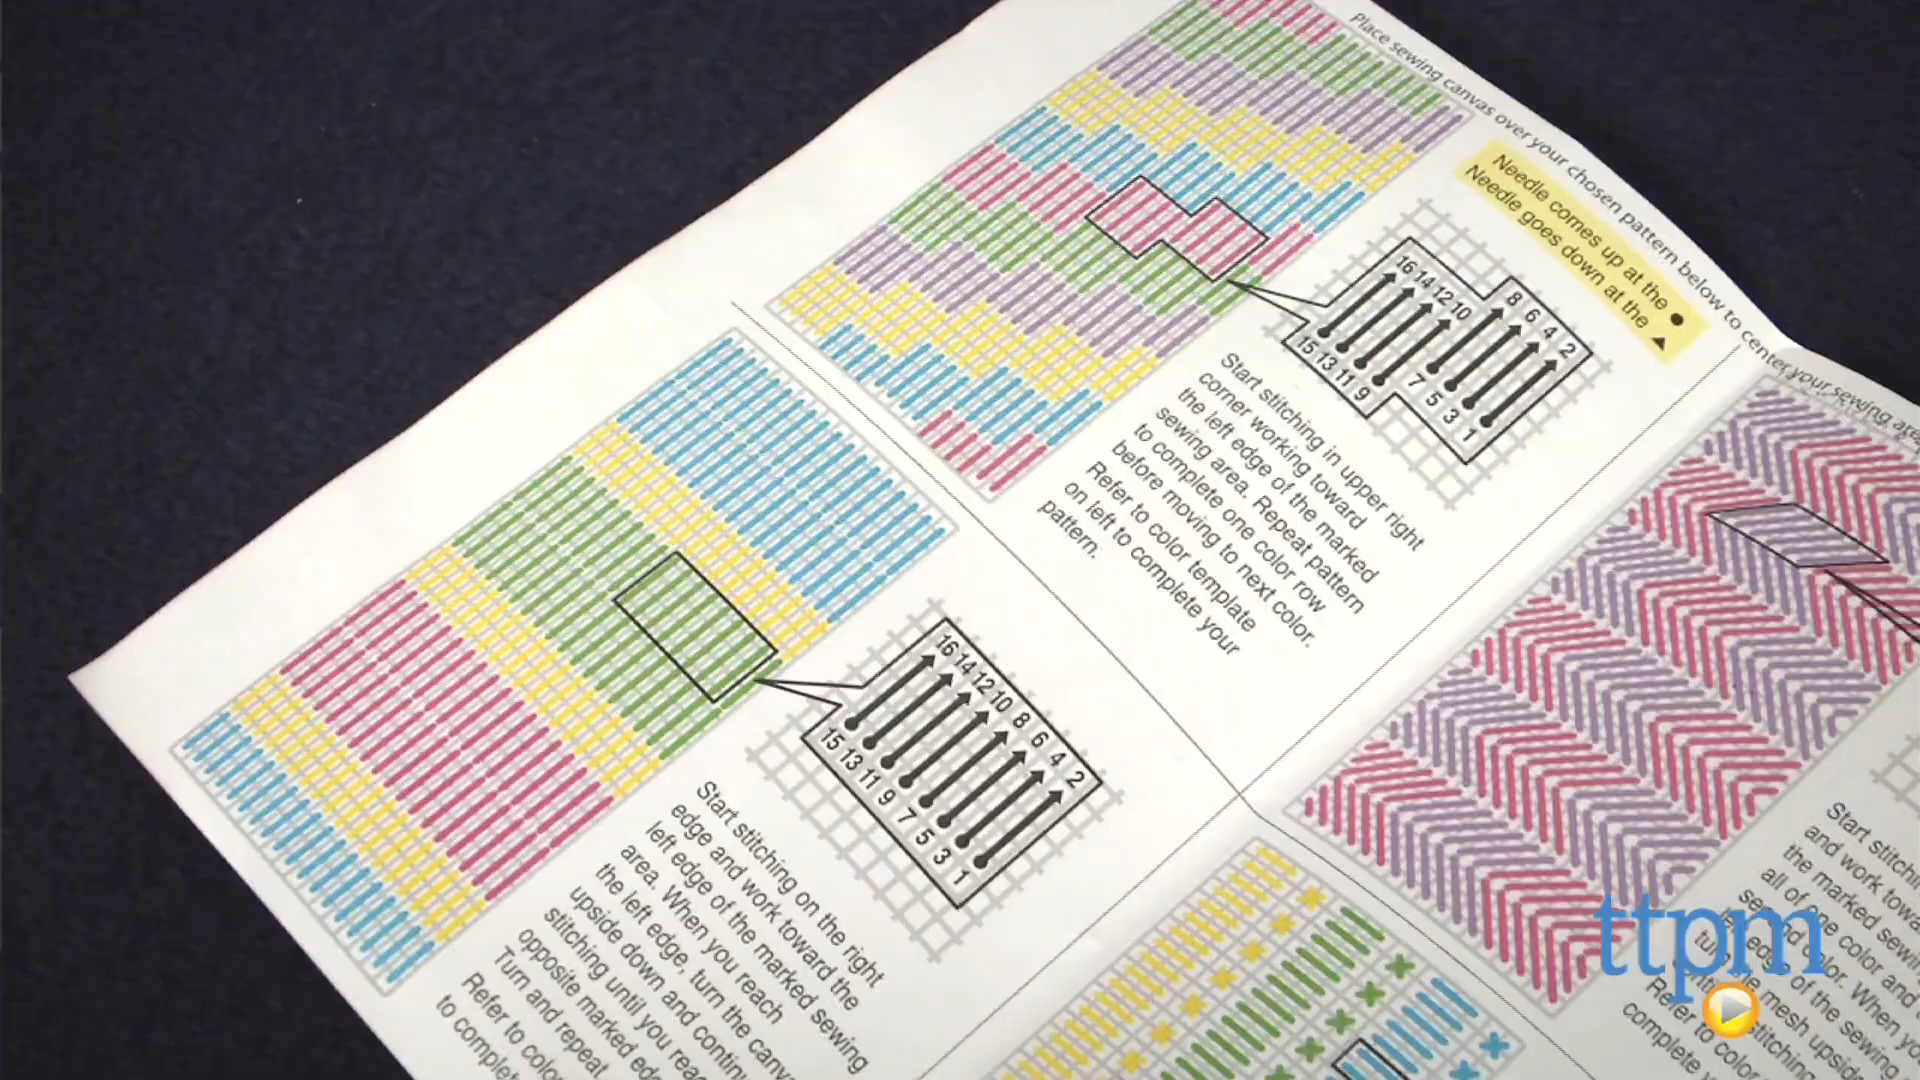 Place sewing canvas over your chosen pattern below to center your sewing area
Needle comes up at the ●
Needle goes down at the ▲
16 14 12 10 8 6 4 2
15 13 11 9 7 5 3 1
Start stitching in upper right
corner working toward
the left edge of the marked
sewing area. Repeat pattern
to complete one color row
before moving to next color.
Refer to color template
on left to complete your
pattern.
16 14 12 10 8 6 4 2
15 13 11 9 7 5 3 1
Start stitching on the right
edge and work toward the
left edge of the marked sewing
area. When you reach
the left edge, turn the canvas
upside down and continue
stitching until you reach
opposite marked edge
Turn and repeat.
Refer to color
to complete
Start stitching
and work toward
the marked sewing
all of one color and
second color. When you
left edge of the sewing
turn the mesh upside
stitching
Refer to color
complete
ttpm